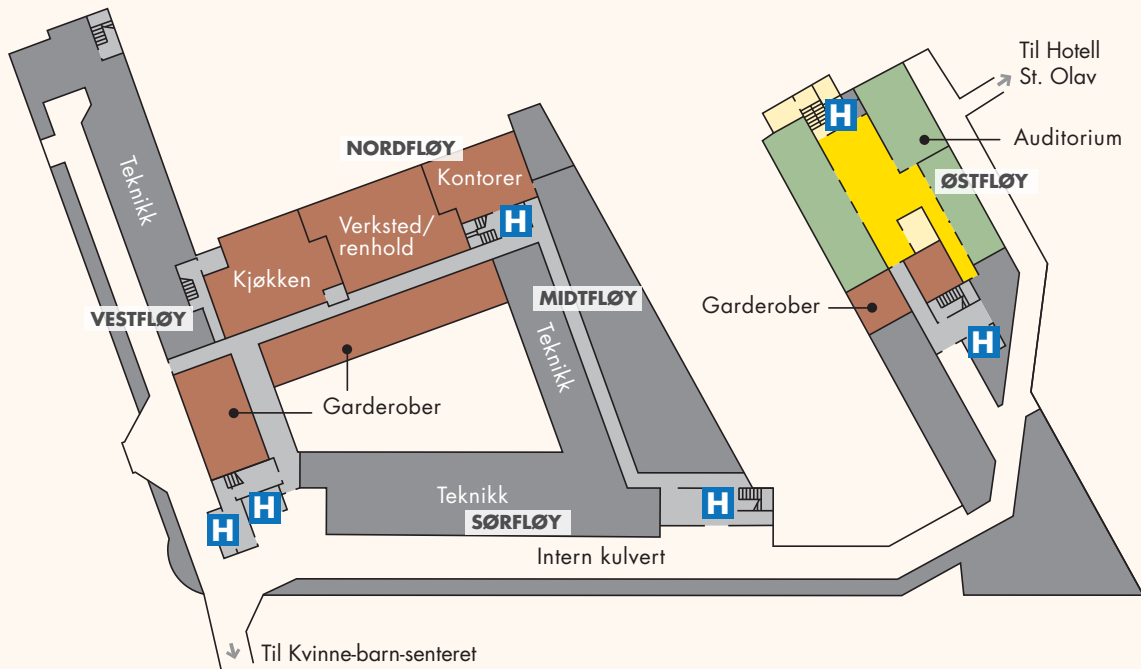 Til Hotell
St. Olav
Auditorium
NORDFLØY
Kontorer
H
H
Teknikk
ØSTFLØY
Verksted/
renhold
Kjøkken
MIDTFLØY
Garderober
VESTFLØY
H
Teknikk
Garderober
Teknikk
H
H
H
SØRFLØY
Intern kulvert
Til Kvinne-barn-senteret